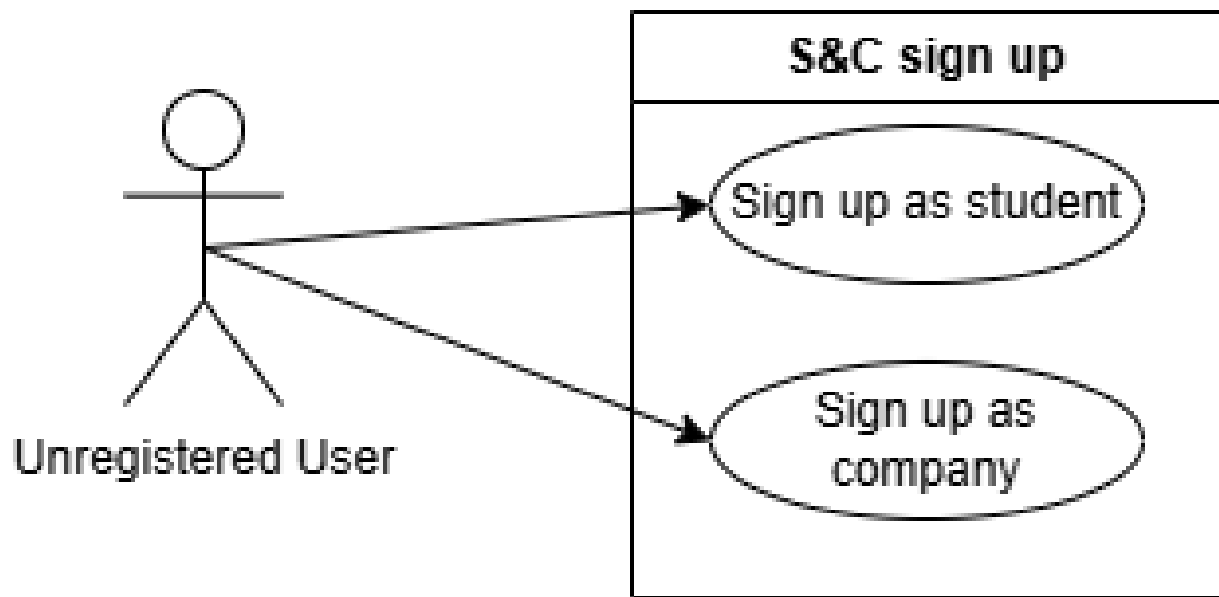 S&C sign up
Sign up as student
Sign up as
company
Unregistered User